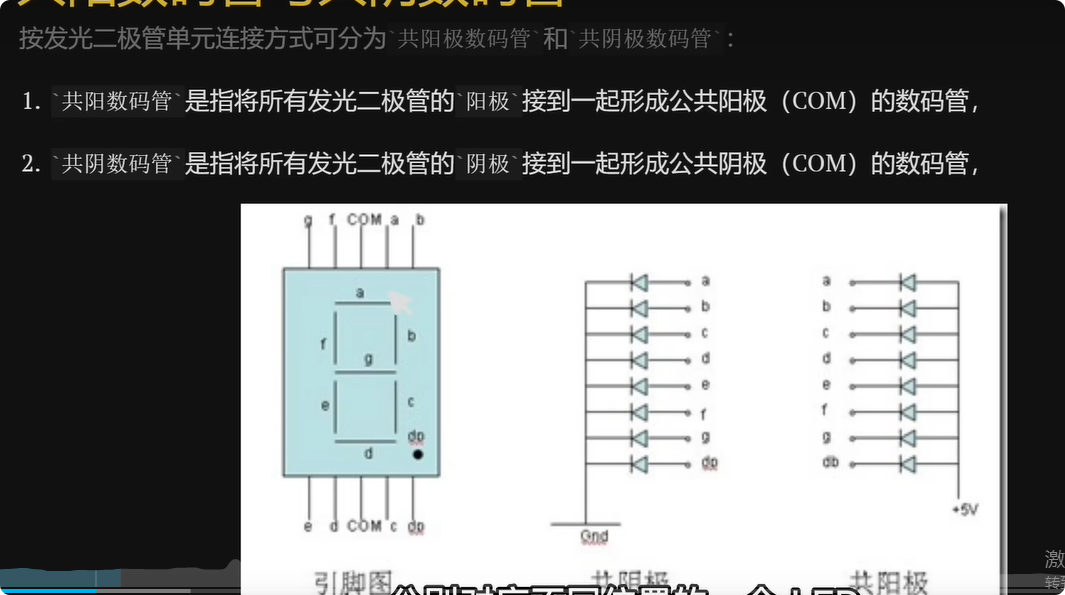 按发光二极管单元连接方式可分为`共阳极数码管`和`共阴极数码管`：
1. `共阳数码管`是指将所有发光二极管的`阳极`接到一起形成公共阳极（COM）的数码管，
2. `共阴数码管`是指将所有发光二极管的`阴极`接到一起形成公共阴极（COM）的数码管，
g f COM a b
a
f
b
g
e
c
d
dp
e d COM c dp
a
b
c
d
e
f
g
dp
Gnd
a
b
c
d
e
f
g
db
+5V
引脚图
共阴极
共阳极